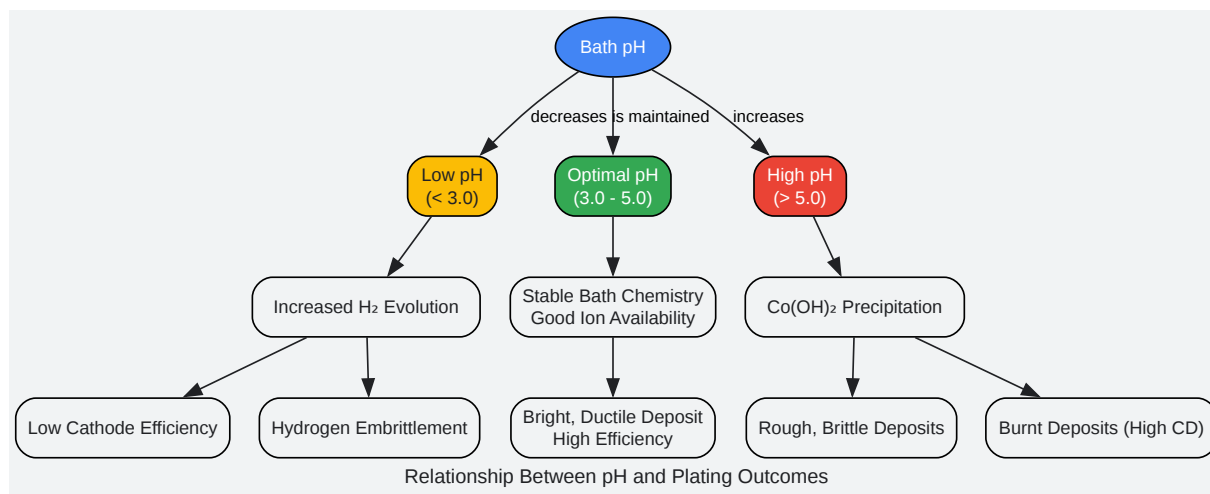 Bath pH
decreases
is maintained
increases
Low pH
(< 3.0)
Optimal pH
(3.0 - 5.0)
High pH
(> 5.0)
Increased H₂ Evolution
Stable Bath Chemistry
Good Ion Availability
Co(OH)₂ Precipitation
Low Cathode Efficiency
Hydrogen Embrittlement
Bright, Ductile Deposit
High Efficiency
Rough, Brittle Deposits
Burnt Deposits (High CD)
Relationship Between pH and Plating Outcomes